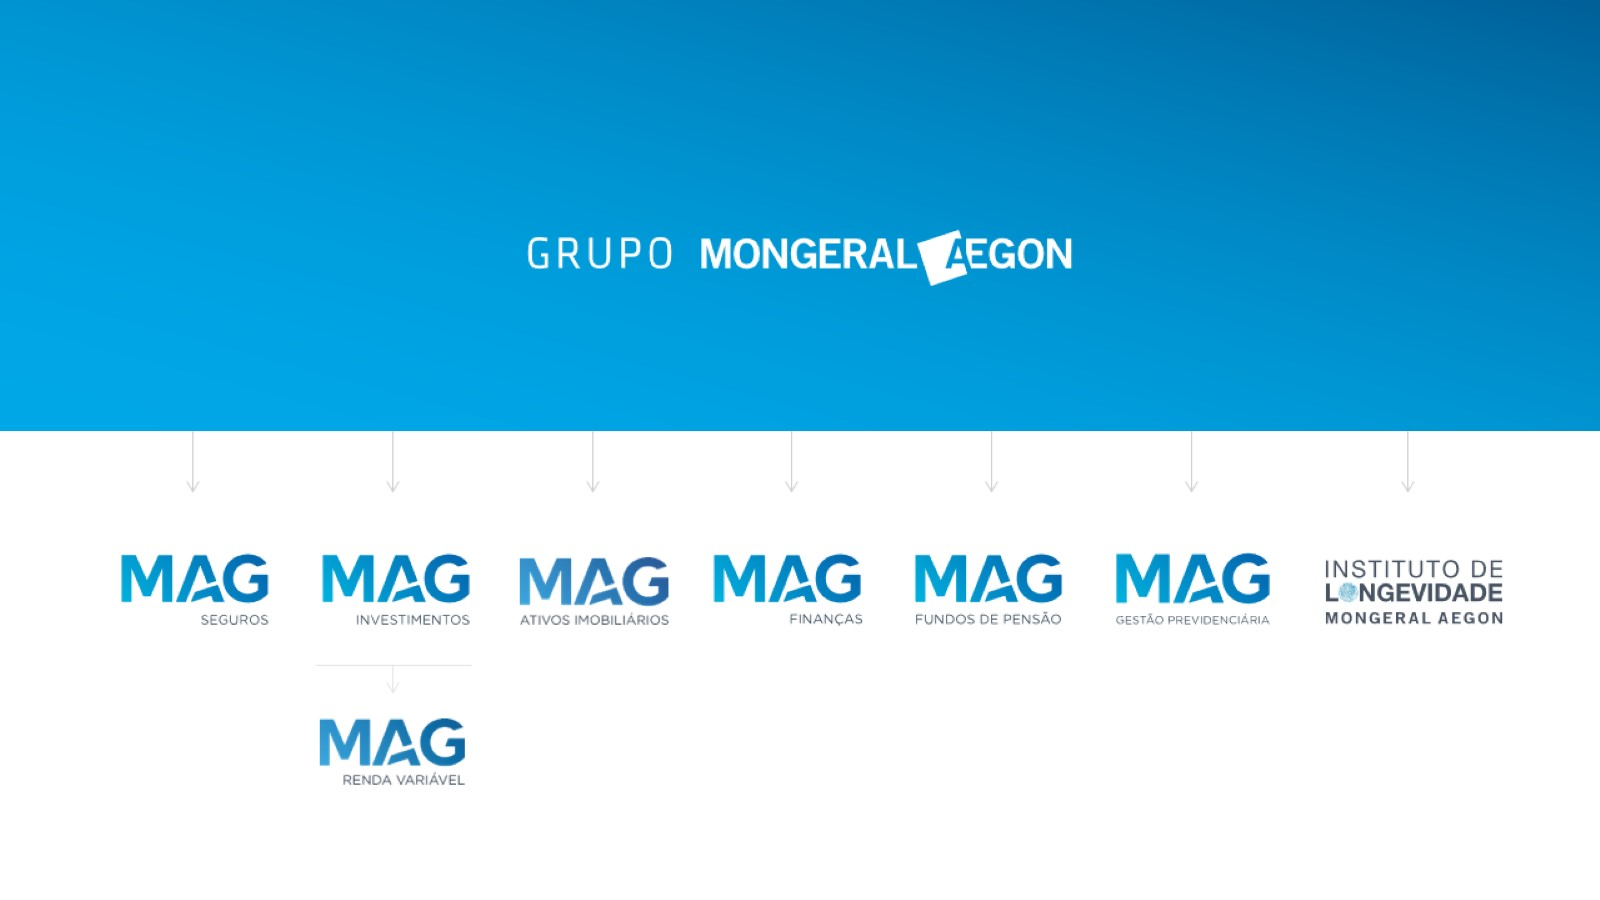 GRUPO MONGERAL AEGON
MAG
SEGUROS
MAG
INVESTIMENTOS
MAG
ATIVOS IMOBILIÁRIOS
MAG
FINANÇAS
MAG
FUNDOS DE PENSÃO
MAG
GESTÃO PREVIDENCIÁRIA
INSTITUTO DE
LONGEVIDADE
MONGERAL AEGON
MAG
RENDA VARIÁVEL